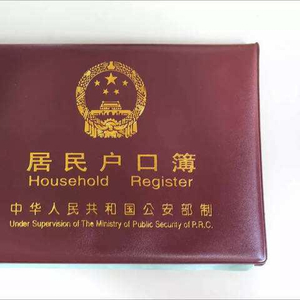 居民户口簿
Household Register
中华人民共和国公安部制
Under Supervision of The Ministry of Public Security of P.R.C.